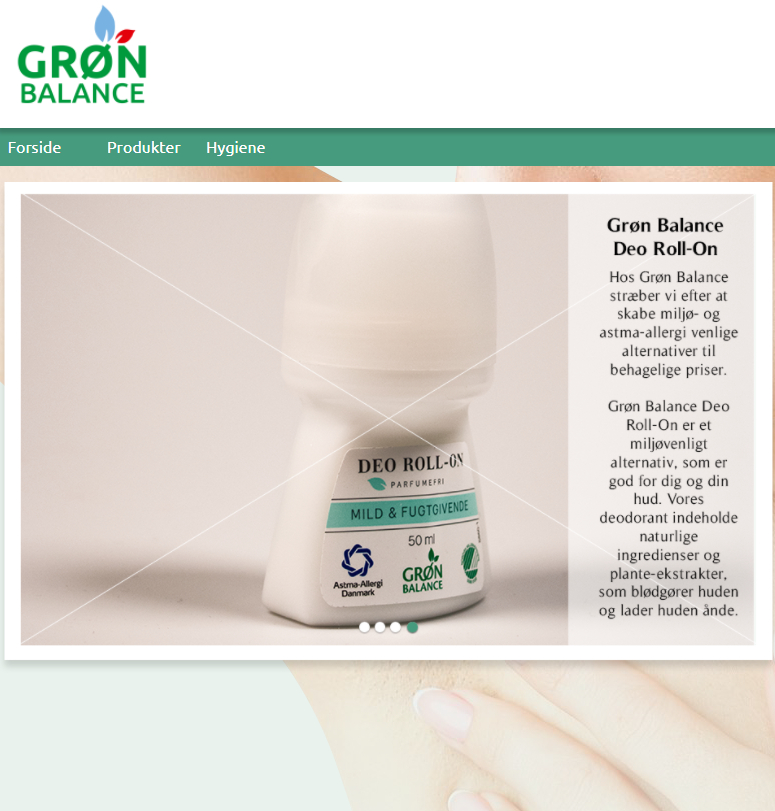 GRØN
BALANCE
Forside Produkter Hygiene
DEO ROLL-ON
PARFUMEFRI
MILD & FUGTGIVENDE
50 ml
Astma-Allergi
Danmark
GRØN
BALANCE
Grøn Balance
Deo Roll-On
Hos Grøn Balance
stræber vi efter at
skabe miljø- og
astma-allergi venlige
alternativer til
behagelige priser.
Grøn Balance Deo
Roll-On er et
miljøvenligt
alternativ, som er
god for dig og din
hud. Vores
deodorant indeholde
naturlige
ingredienser og
plante-ekstrakter,
som blødgører huden
og lader huden ånde.